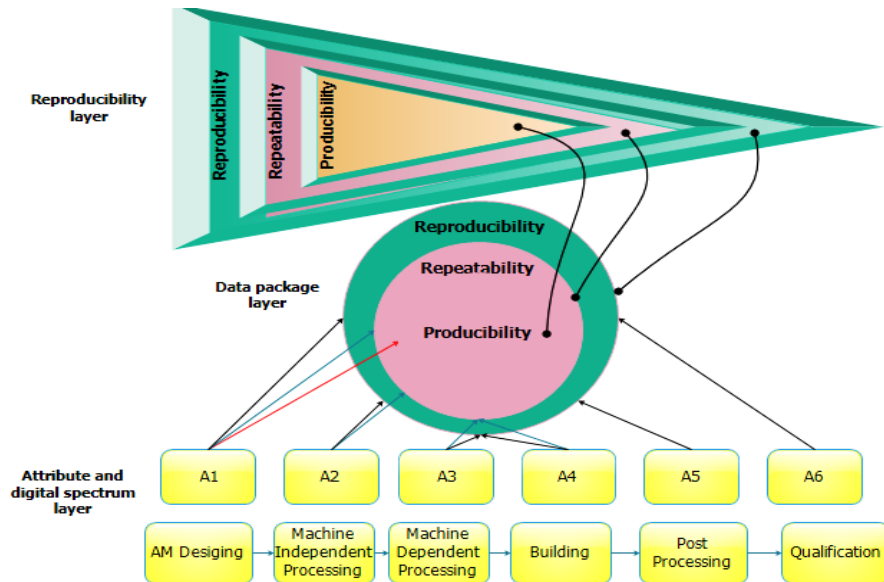 Reproducibility
layer
Reproducibility
Repeatability
Producibility
Reproducibility
Repeatability
Data package
layer
Producibility
Attribute and
digital spectrum
layer
A1
A2
A3
A4
A5
A6
AM Desiging
Machine
Independent
Processing
Machine
Dependent
Processing
Building
Post
Processing
Qualification